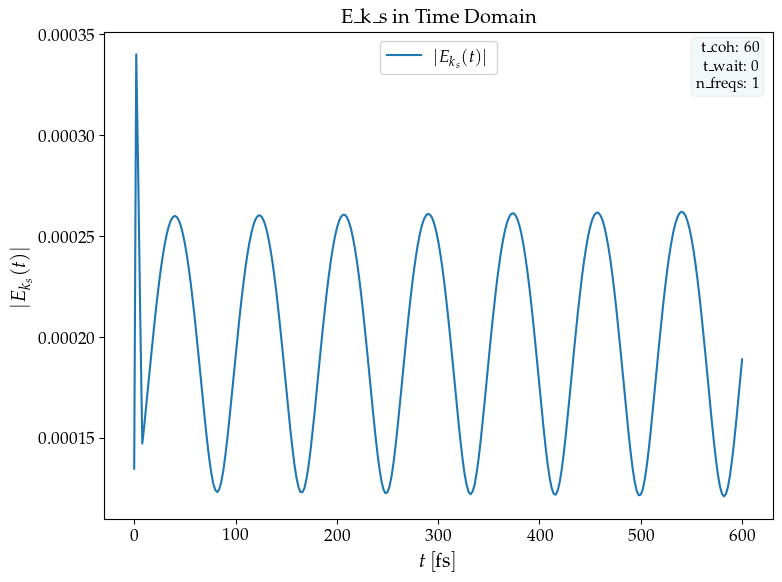 E_k_s in Time Domain
|E_{k_s}(t)|
t_coh: 60
t_wait: 0
n_freqs: 1
|E_{k_s}(t)|
0.00035
0.00030
0.00025
0.00020
0.00015
0 100 200 300 400 500 600
t [fs]